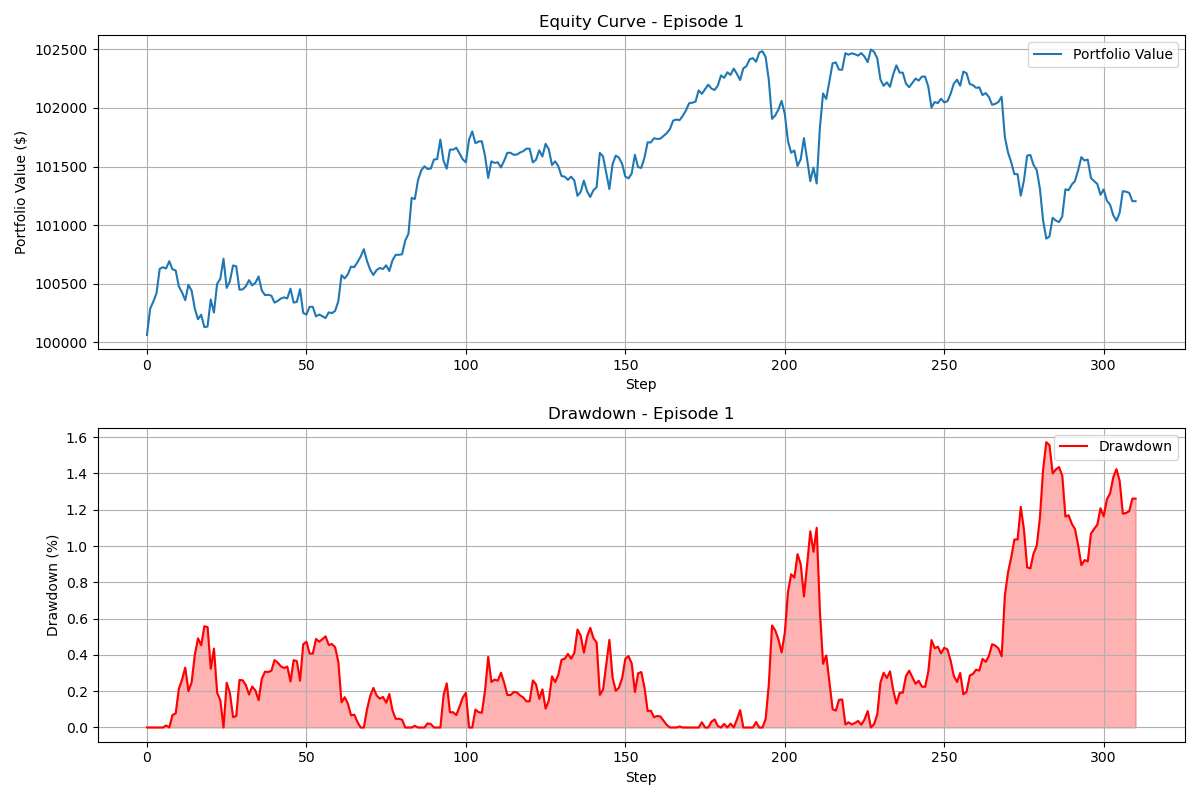 Equity Curve - Episode 1
102500
102000
101500
101000
100500
100000
Portfolio Value ($)
Portfolio Value
0 50 100 150 200 250 300
Step
Drawdown - Episode 1
1.6
1.4
1.2
1.0
0.8
0.6
0.4
0.2
0.0
Drawdown (%)
Drawdown
0 50 100 150 200 250 300
Step